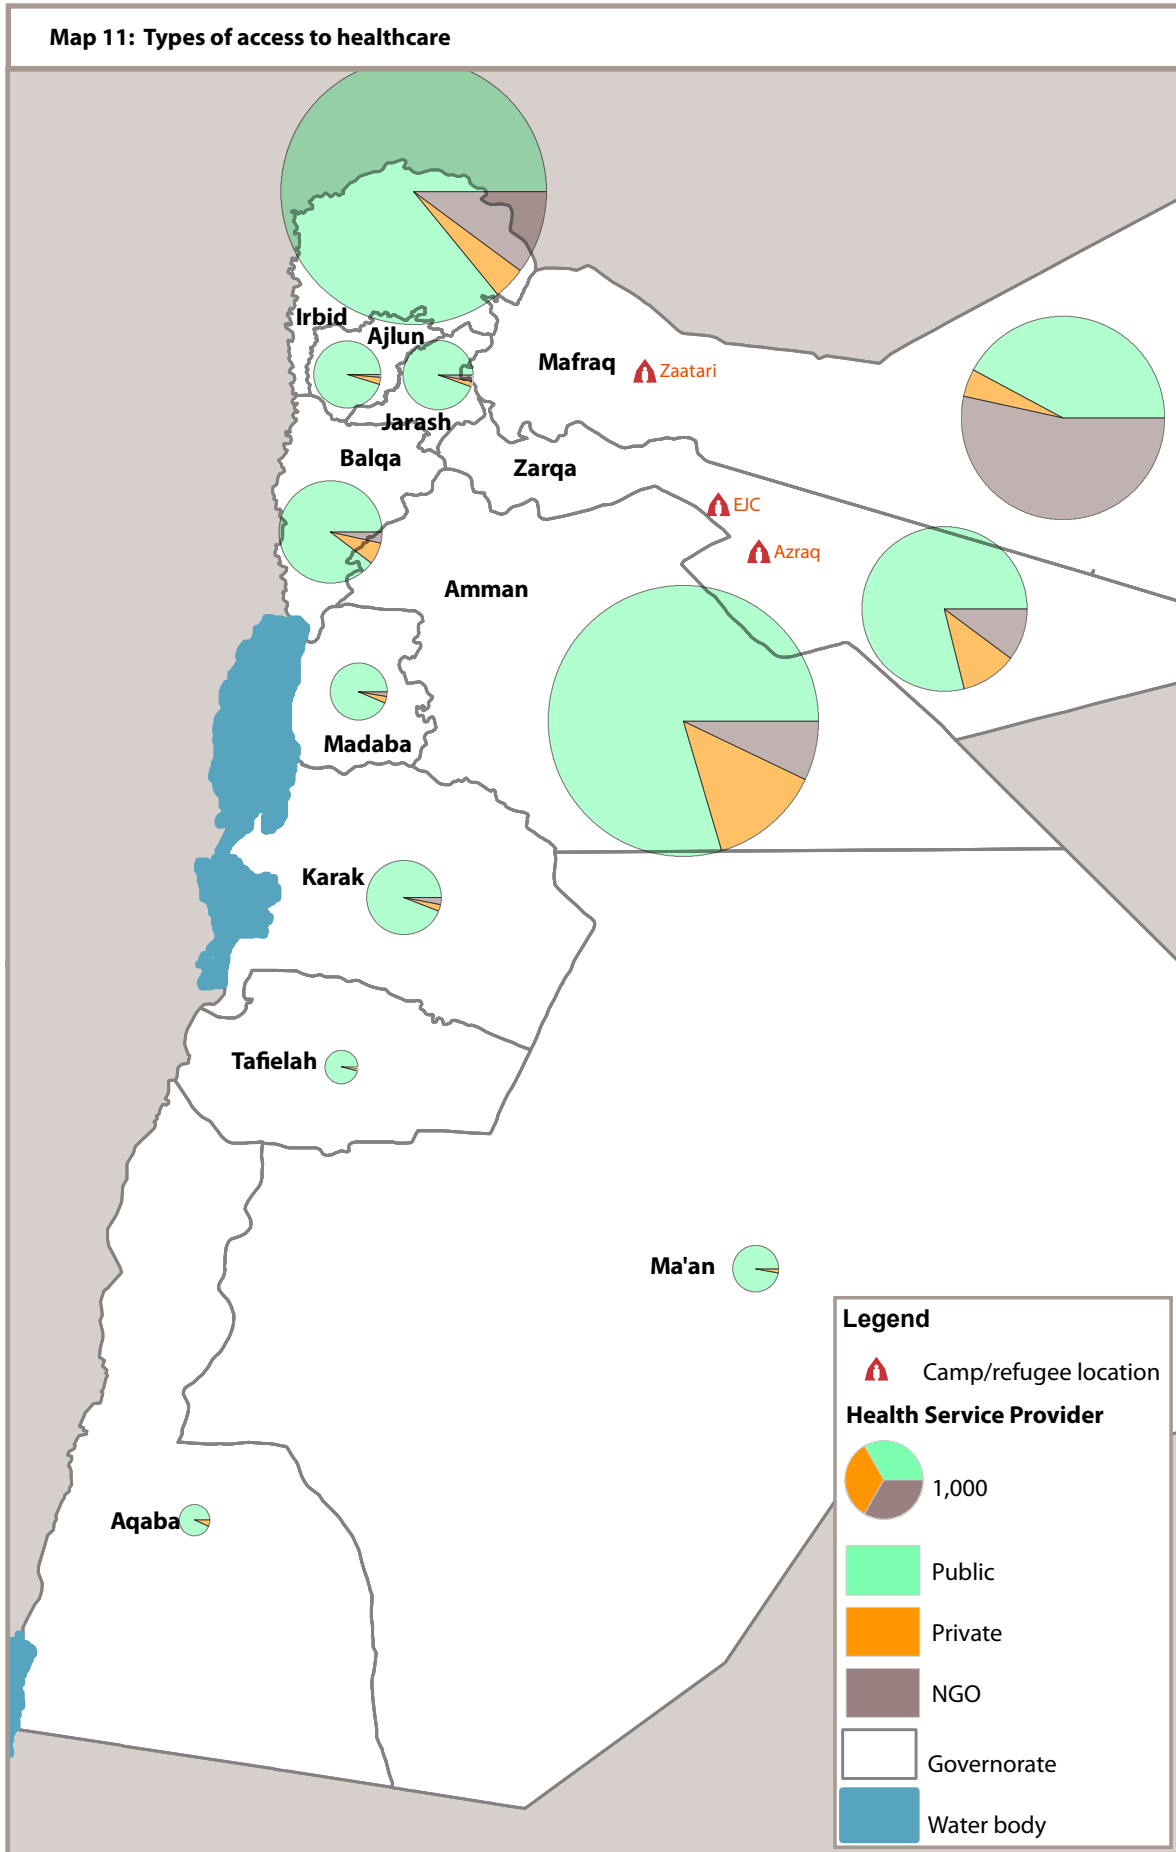 Map 11: Types of access to healthcare
Irbid
Ajlun
Mafraq
Zaatari
Jarash
Balqa
Zarqa
EJC
Azraq
Amman
Madaba
Karak
Tafielah
Ma'an
Aqaba
Legend
Camp/refugee location
Health Service Provider
1,000
Public
Private
NGO
Governorate
Water body